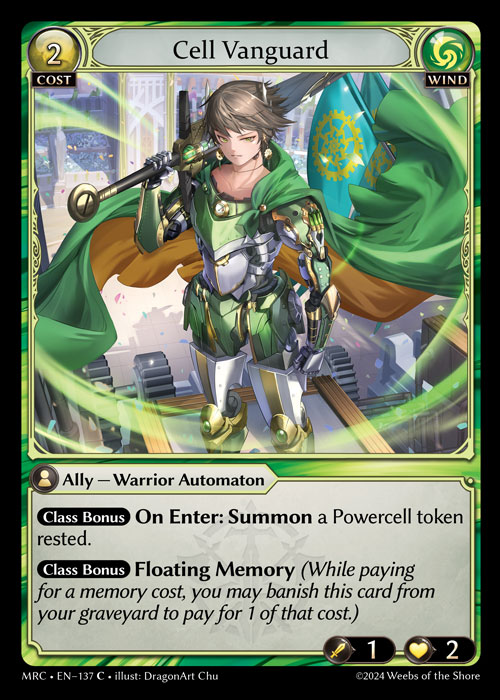 2
Cell Vanguard
COST
WIND
Ally — Warrior Automaton
Class Bonus On Enter: Summon a Powercell token
rested.
Class Bonus Floating Memory (While paying
for a memory cost, you may banish this card from
your graveyard to pay for 1 of that cost.)
1
2
MRC • EN–137 C • illust: DragonArt Chu
©2024 Weebs of the Shore